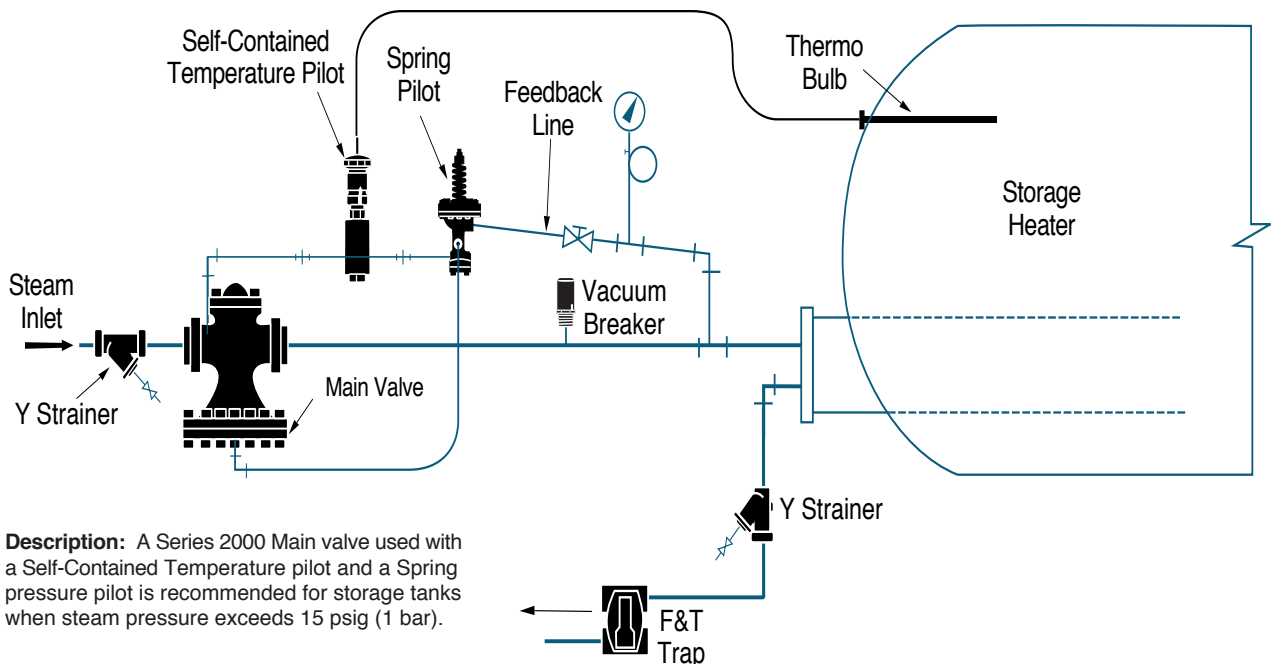 Self-Contained
Temperature Pilot
Spring
Pilot
Feedback
Line
Thermo
Bulb
Storage
Heater
Steam
Inlet
Vacuum
Breaker
Main Valve
Y Strainer
Y Strainer
Description: A Series 2000 Main valve used with
a Self-Contained Temperature pilot and a Spring
pressure pilot is recommended for storage tanks
when steam pressure exceeds 15 psig (1 bar).
F&T
Trap